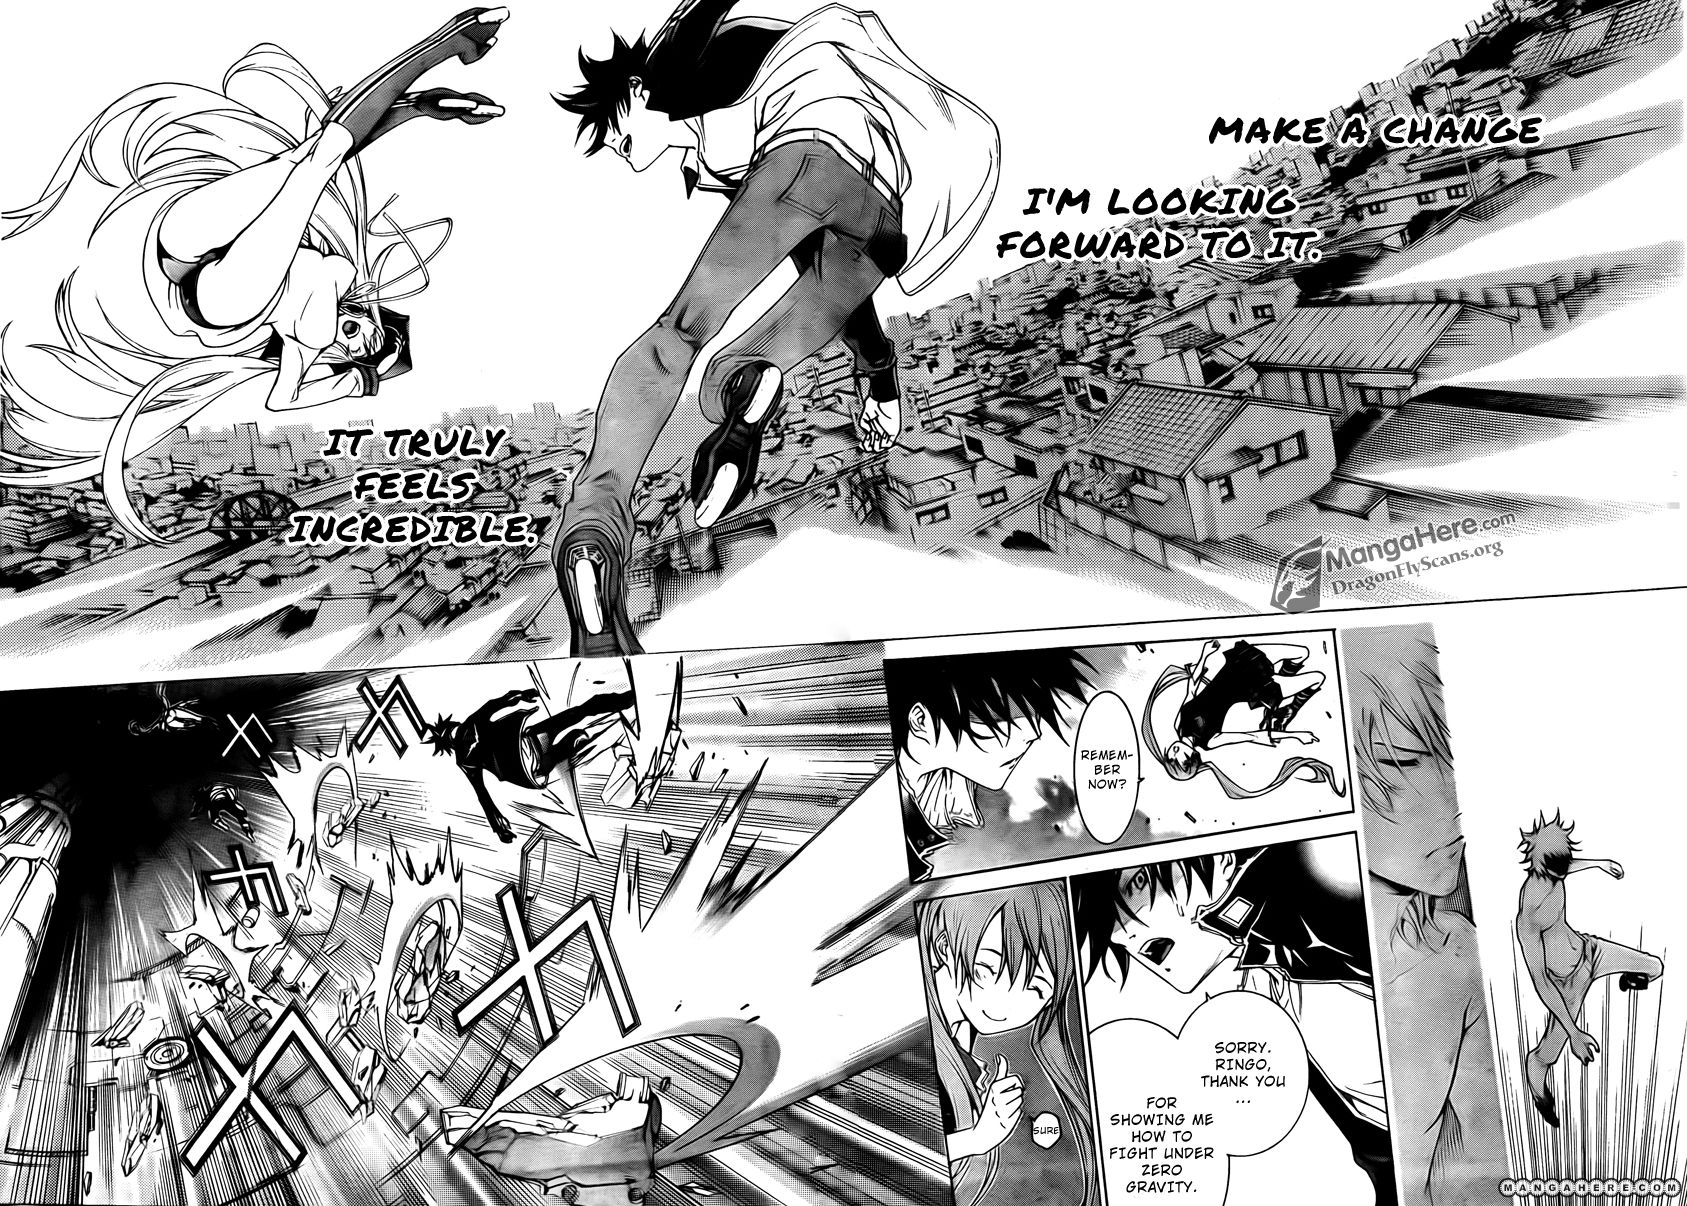 MAKE A CHANGE
I'M LOOKING
FORWARD TO IT.
IT TRULY
FEELS
INCREDIBLE.
MangaHere.com
DragonFlyScans.org
REMEM-
BER
NOW?
SORRY.
RINGO,
THANK YOU
...
FOR
SHOWING ME
HOW TO
FIGHT UNDER
ZERO
GRAVITY.
SURE
MANGAHERE.COM